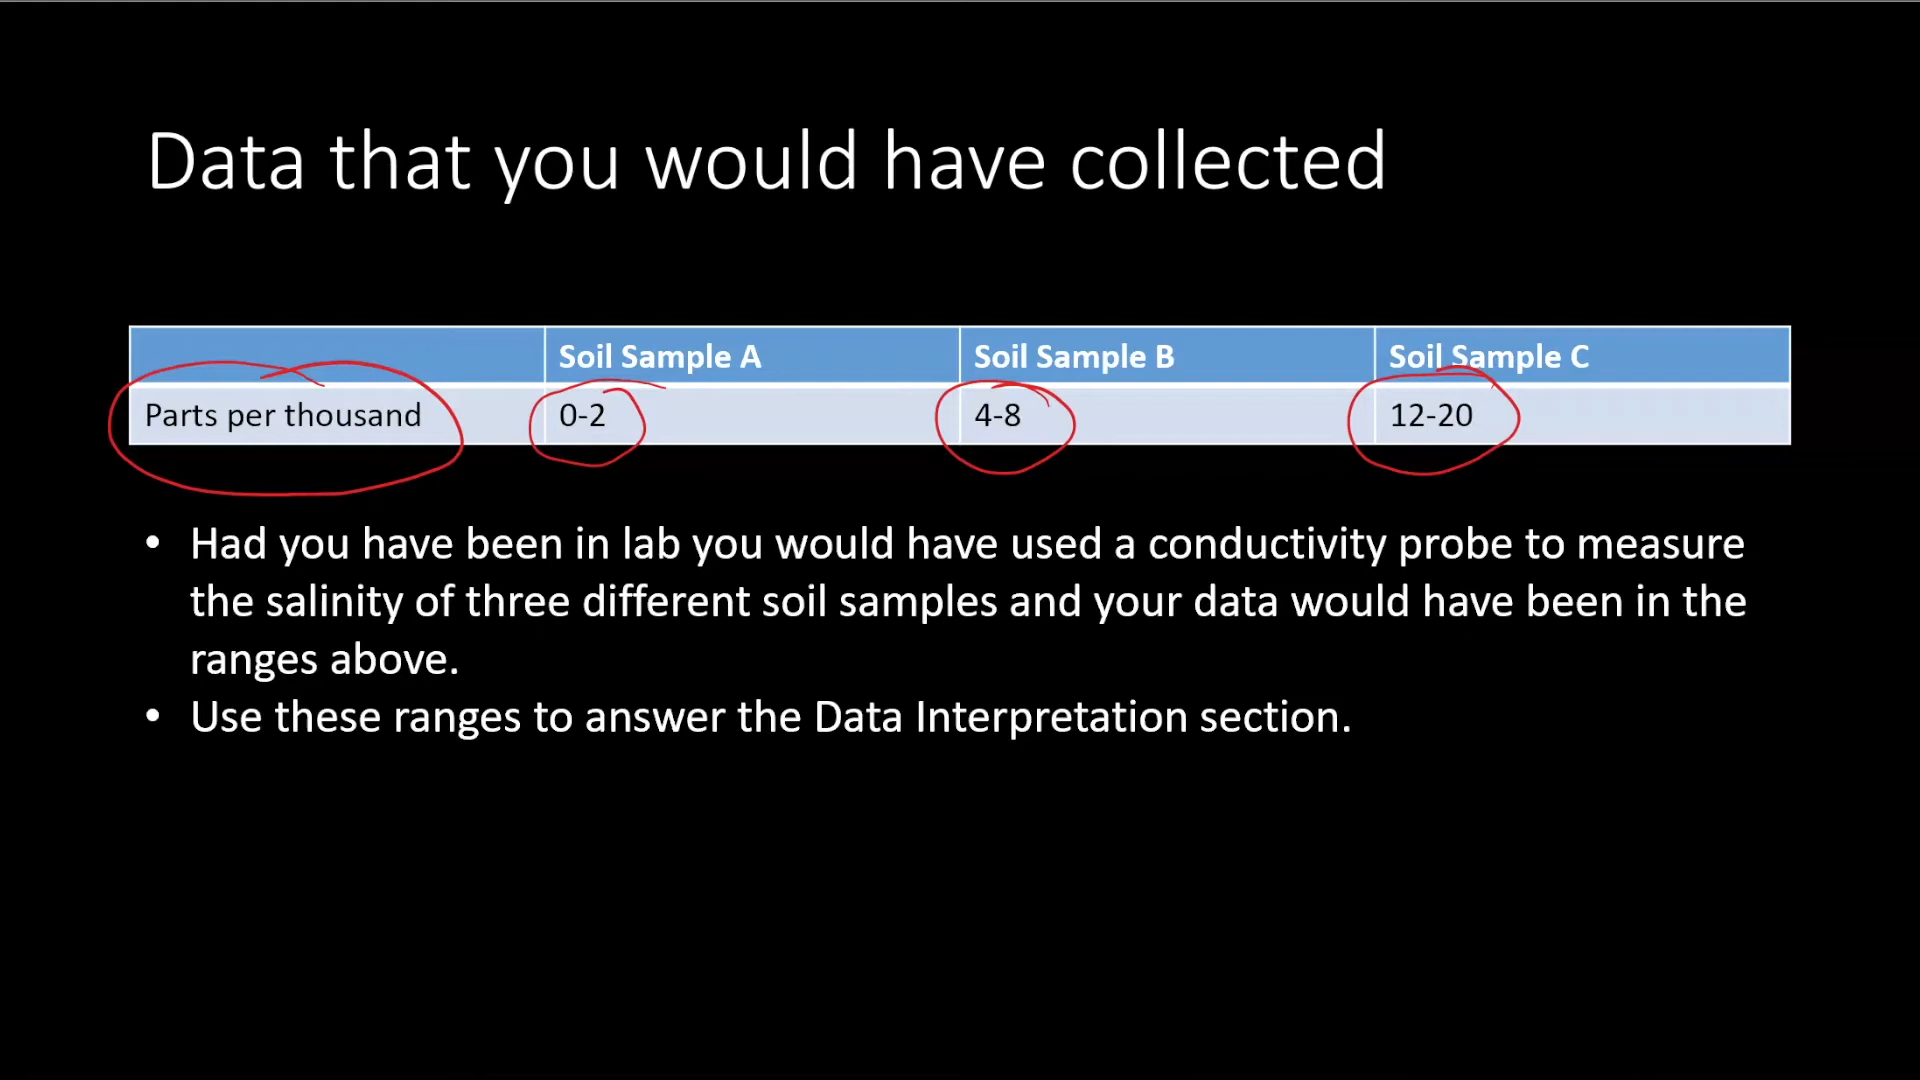 Data that you would have collected
Soil Sample A Soil Sample B Soil Sample C
Parts per thousand 0-2 4-8 12-20
• Had you have been in lab you would have used a conductivity probe to measure
the salinity of three different soil samples and your data would have been in the
ranges above.
• Use these ranges to answer the Data Interpretation section.